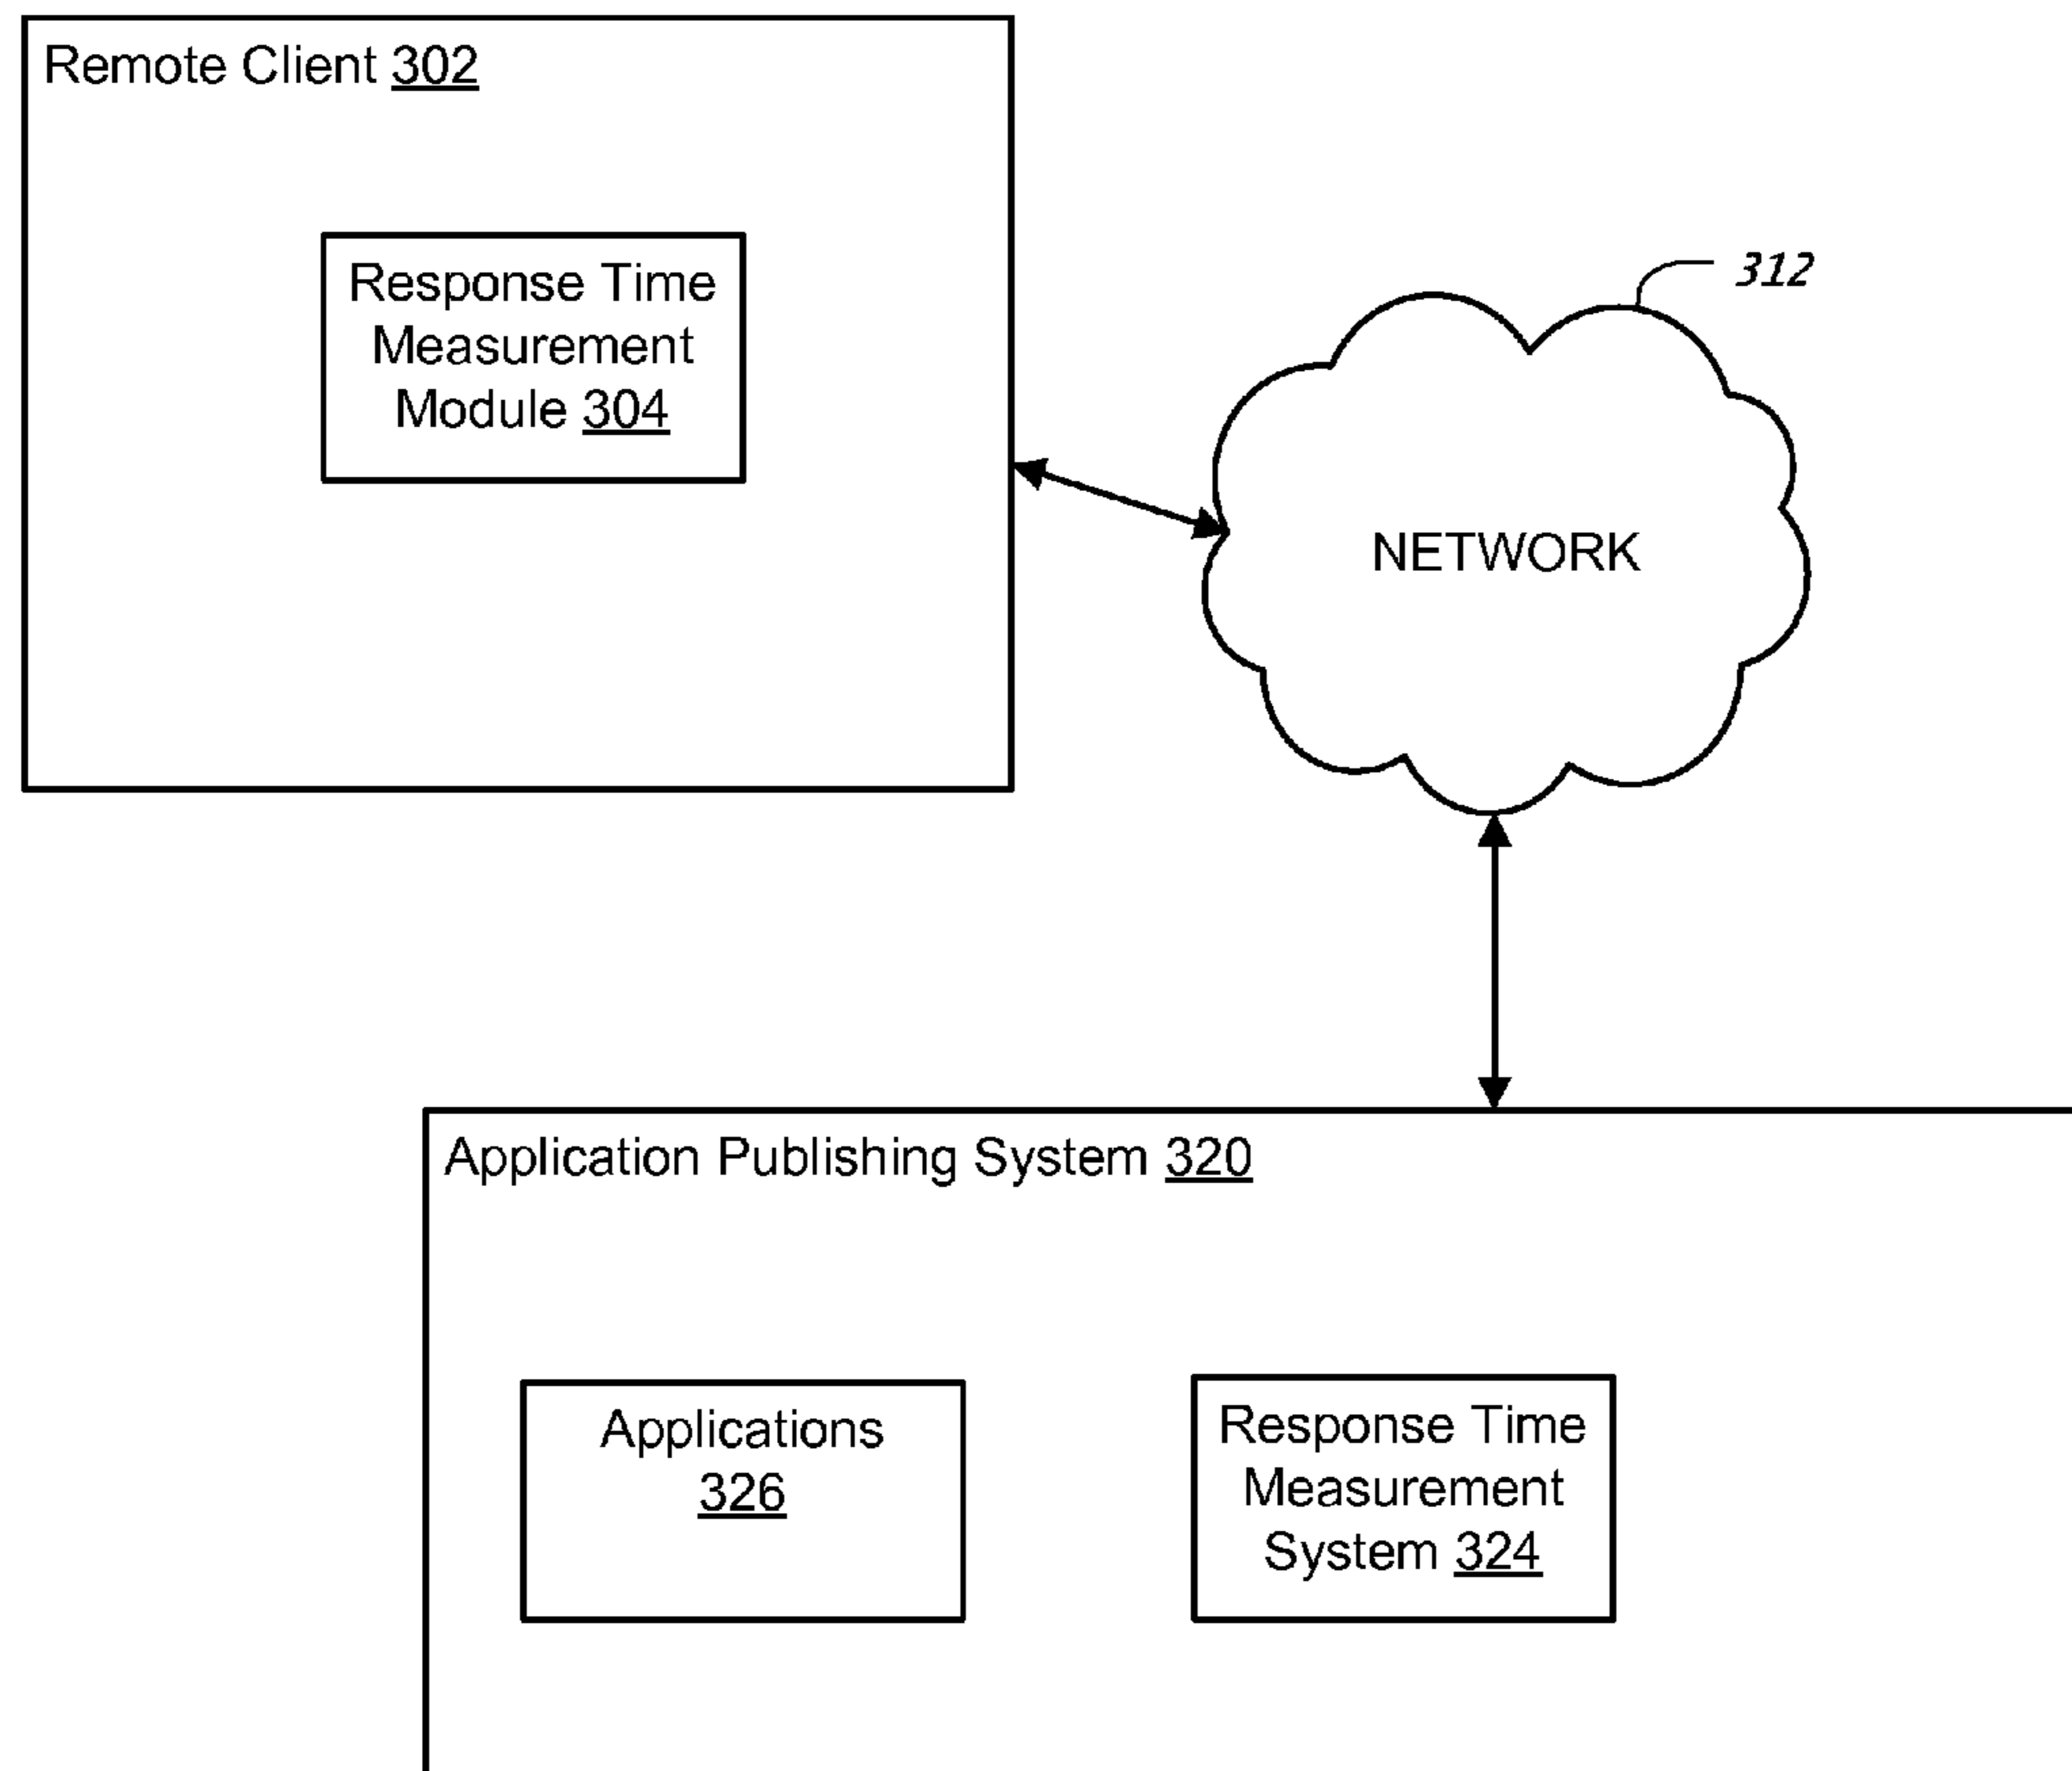 Remote Client 302
Response Time
Measurement
Module 304
312
NETWORK
Application Publishing System 320
Applications
326
Response Time
Measurement
System 324